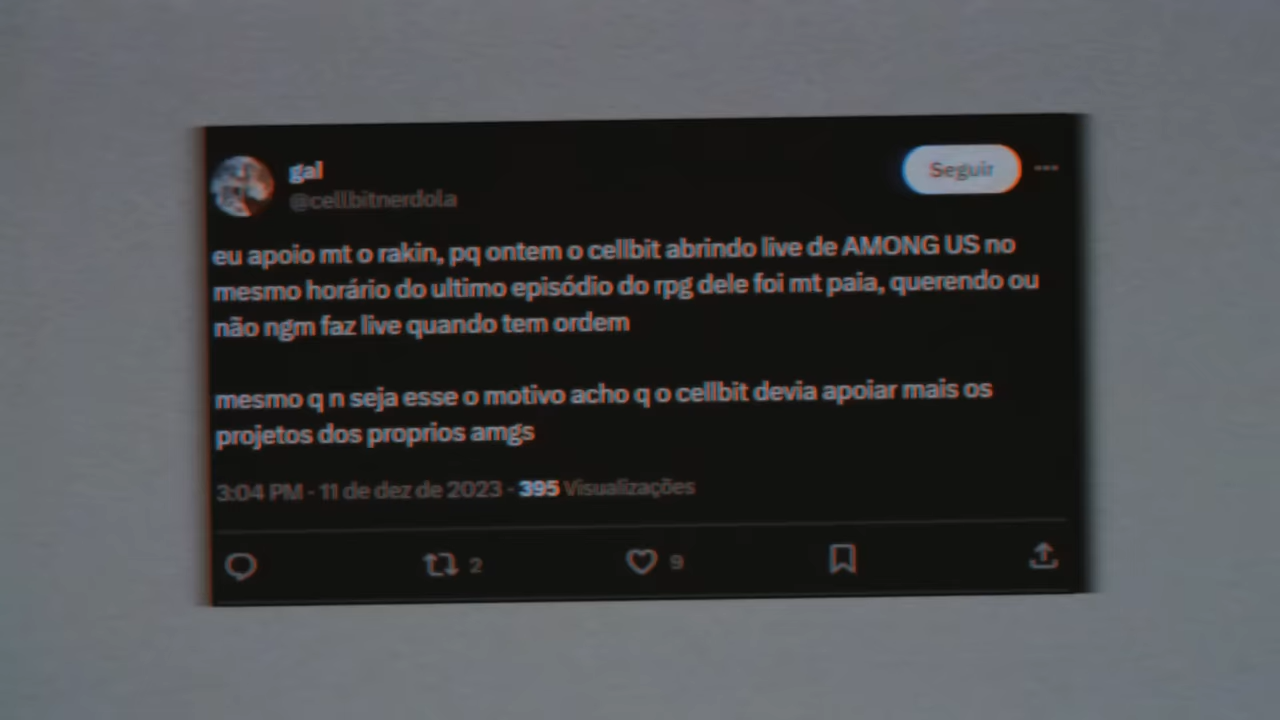 gal
@cellbitnerdola
Seguir
eu apoio mt o rakin, pq ontem o cellbit abrindo live de AMONG US no
mesmo horário do ultimo episódio do rpg dele foi mt paia, querendo ou
não ngm faz live quando tem ordem
mesmo q n seja esse o motivo acho q o cellbit devia apoiar mais os
projetos dos proprios amgs
3:04 PM · 11 de dez de 2023 · 395 Visualizações
2
9